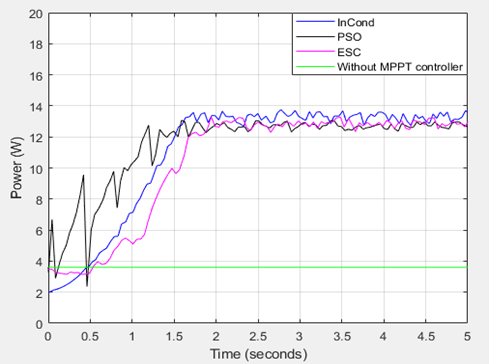 20
18
16
14
12
10
8
6
4
2
0
Power (W)
InCond
PSO
ESC
Without MPPT controller
0 0.5 1 1.5 2 2.5 3 3.5 4 4.5 5
Time (seconds)